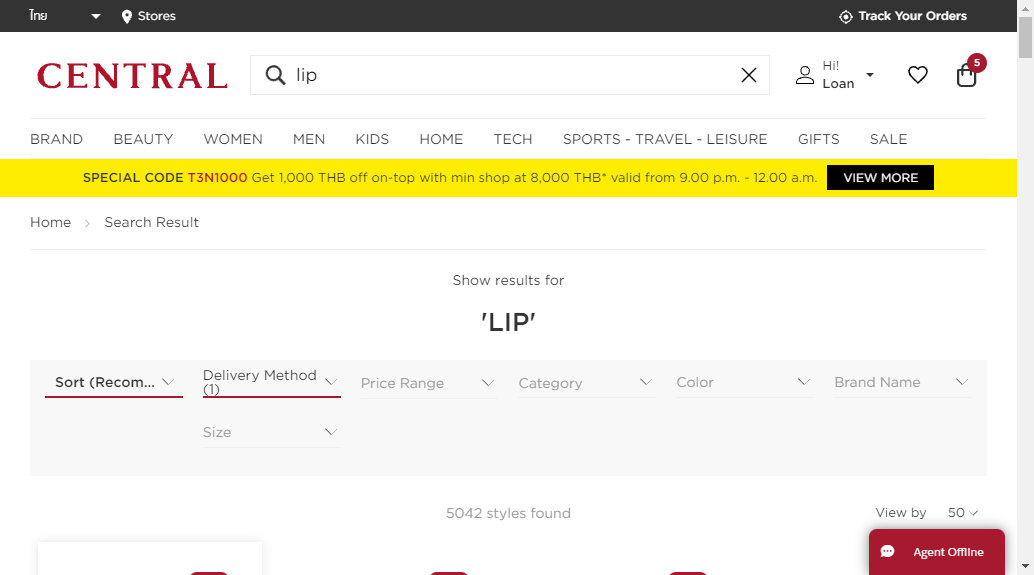 ไทย
Stores
Track Your Orders
CENTRAL
lip
Hi!
Loan
5
BRAND BEAUTY WOMEN MEN KIDS HOME TECH SPORTS - TRAVEL - LEISURE GIFTS SALE
SPECIAL CODE T3N1000 Get 1,000 THB off on-top with min shop at 8,000 THB* valid from 9.00 p.m. - 12.00 a.m. VIEW MORE
Home Search Result
Show results for
'LIP'
Sort (Recom... Delivery Method (1) Price Range Category Color Brand Name
Size
5042 styles found
View by 50
Agent Offline